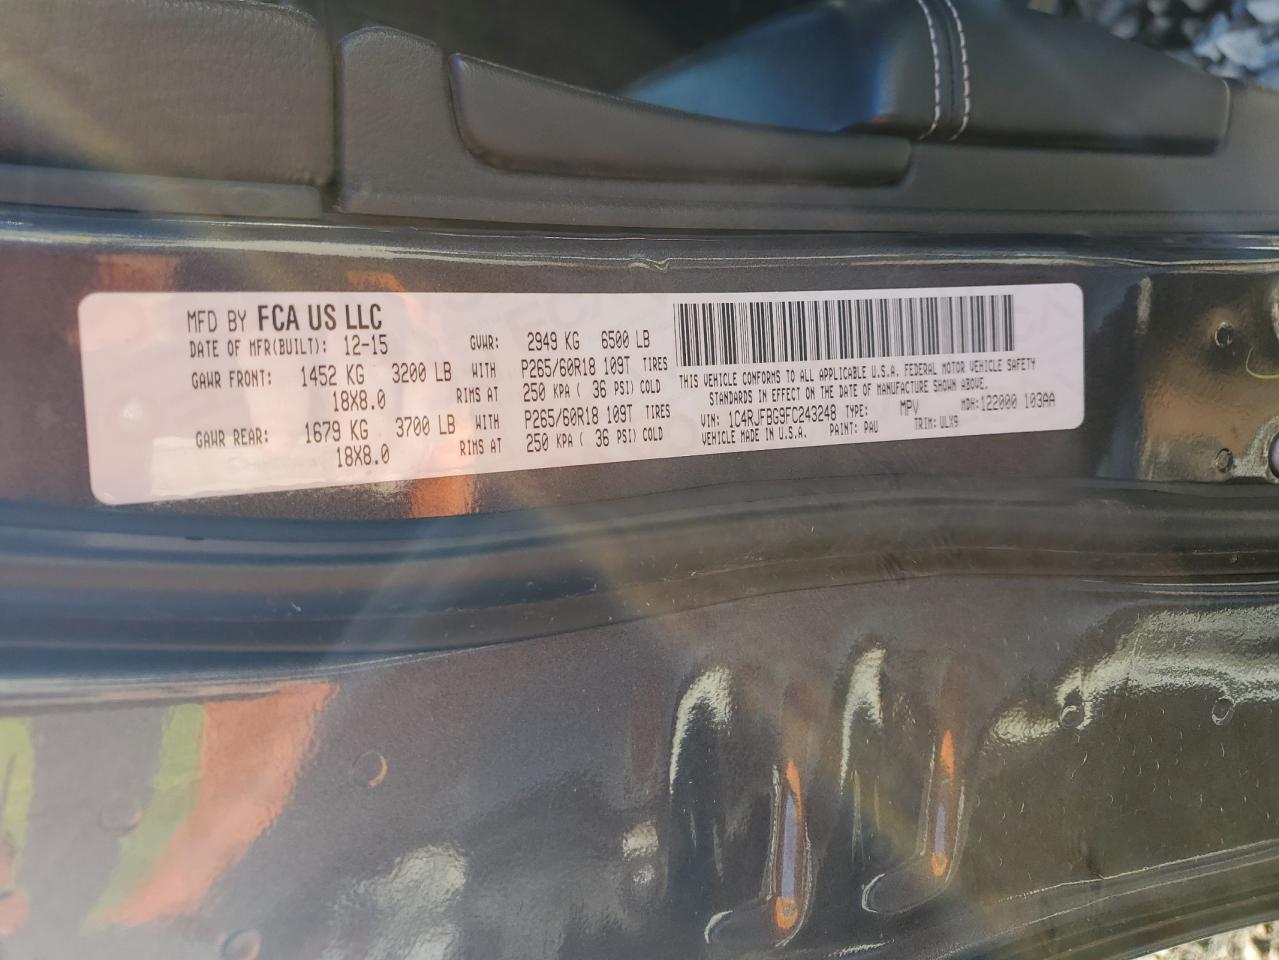 MFD BY FCA US LLC
DATE OF MFR(BUILT): 12-15 GVWR: 2949 KG 6500 LB
GAWR FRONT: 1452 KG 3200 LB WITH P265/60R18 109T TIRES
18X8.0 RIMS AT 250 KPA ( 36 PSI) COLD
GAWR REAR: 1679 KG 3700 LB WITH P265/60R18 109T TIRES
18X8.0 RIMS AT 250 KPA ( 36 PSI) COLD
THIS VEHICLE CONFORMS TO ALL APPLICABLE U.S.A. FEDERAL MOTOR VEHICLE SAFETY
STANDARDS IN EFFECT ON THE DATE OF MANUFACTURE SHOWN ABOVE.
VIN: 1C4RJFBG9FC243248 TYPE: MPV MDH:122000 103AA
VEHICLE MADE IN U.S.A. PAINT: PAU TRIM: ULX9